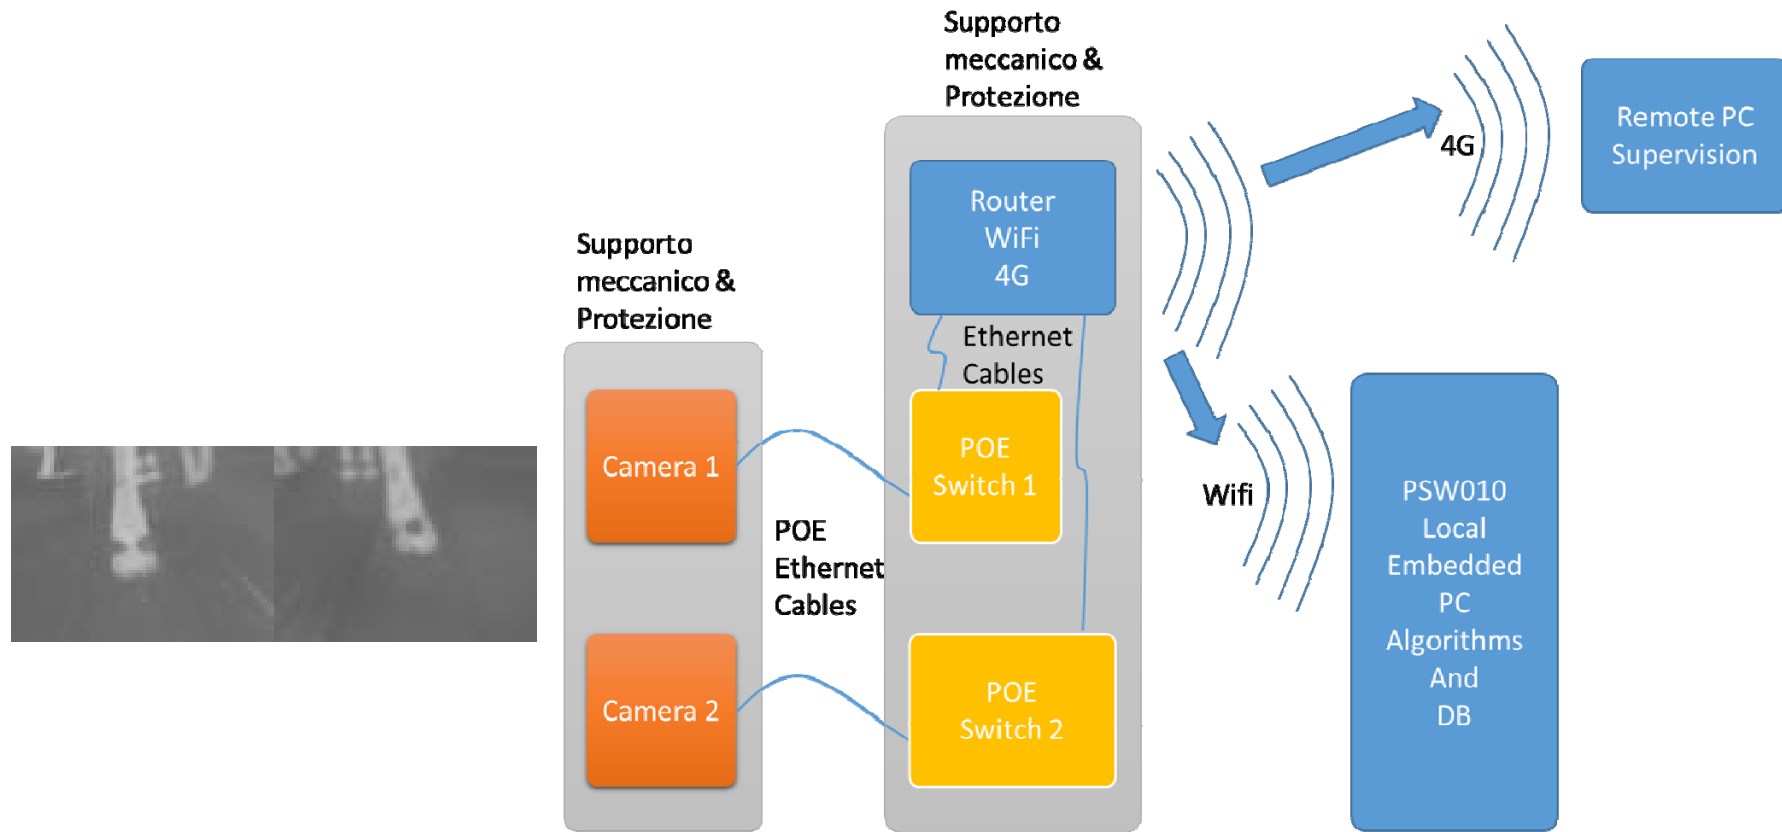 Supporto
meccanico &
Protezione
Supporto
meccanico &
Protezione
Router
WiFi
4G
4G
Remote PC
Supervision
Ethernet
Cables
Camera 1
POE
Switch 1
POE
Ethernet
Cables
Wifi
PSW010
Local
Embedded
PC
Algorithms
And
DB
Camera 2
POE
Switch 2